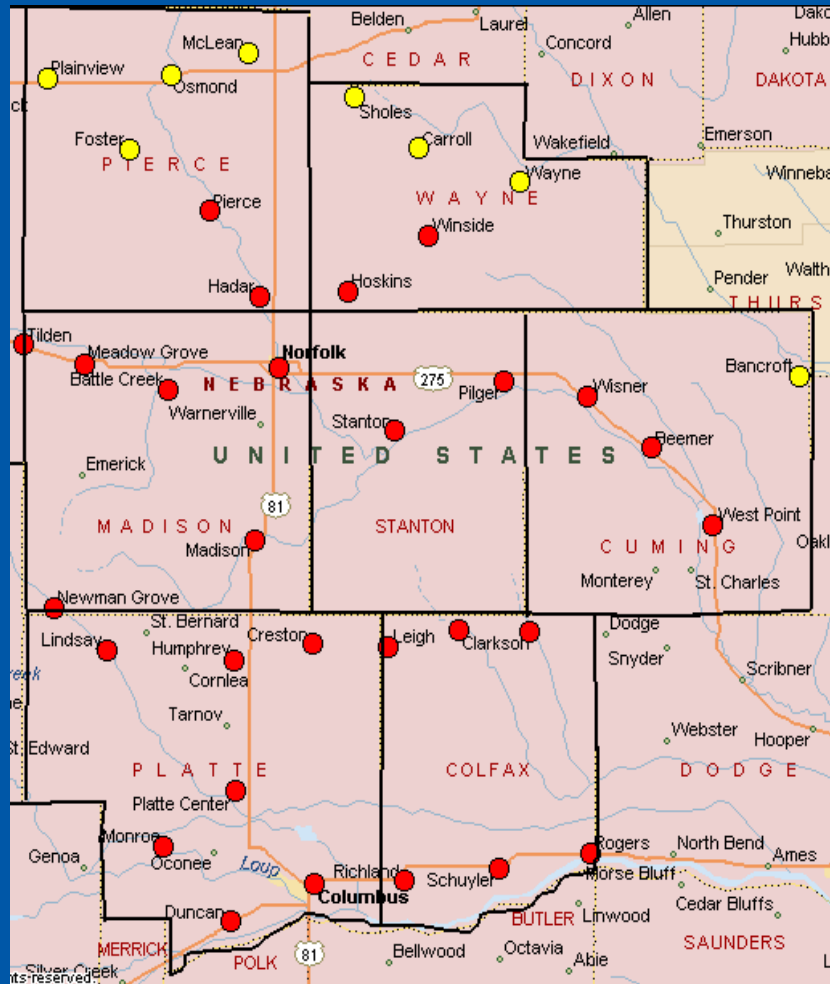 Belden
Laurel
Allen
McLean
Concord
CEDAR
DIXON
DAKOTA
Plainview
Osmond
Sholes
Foster
Carroll
Wakefield
Emerson
PIERCE
Wayne
WAYNE
Pierce
Winside
Thurston
Hadar
Hoskins
Pender
Tilden
Meadow Grove
Norfolk
Bancroft
Battle Creek
NEBRASKA
275
Pilger
Wisner
Warnerville
Stanton
Beemer
UNITED STATES
Emerick
81
West Point
MADISON
STANTON
CUMING
Madison
Monterey
St. Charles
Newman Grove
St. Bernard
Dodge
Lindsay
Humphrey
Creston
Leigh
Clarkson
Snyder
Cornlea
Scribner
Tarnov
Webster
Hooper
St. Edward
PLATTE
COLFAX
DODGE
Platte Center
Monroe
Rogers
North Bend
Ames
Genoa
Oconee
Loup
Richland
Schuyler
Morse Bluff
Columbus
Cedar Bluffs
Duncan
BUTLER
Linwood
MERRICK
SAUNDERS
81
Bellwood
Octavia
POLK
Abie
Silver Creek
nts-reserved.